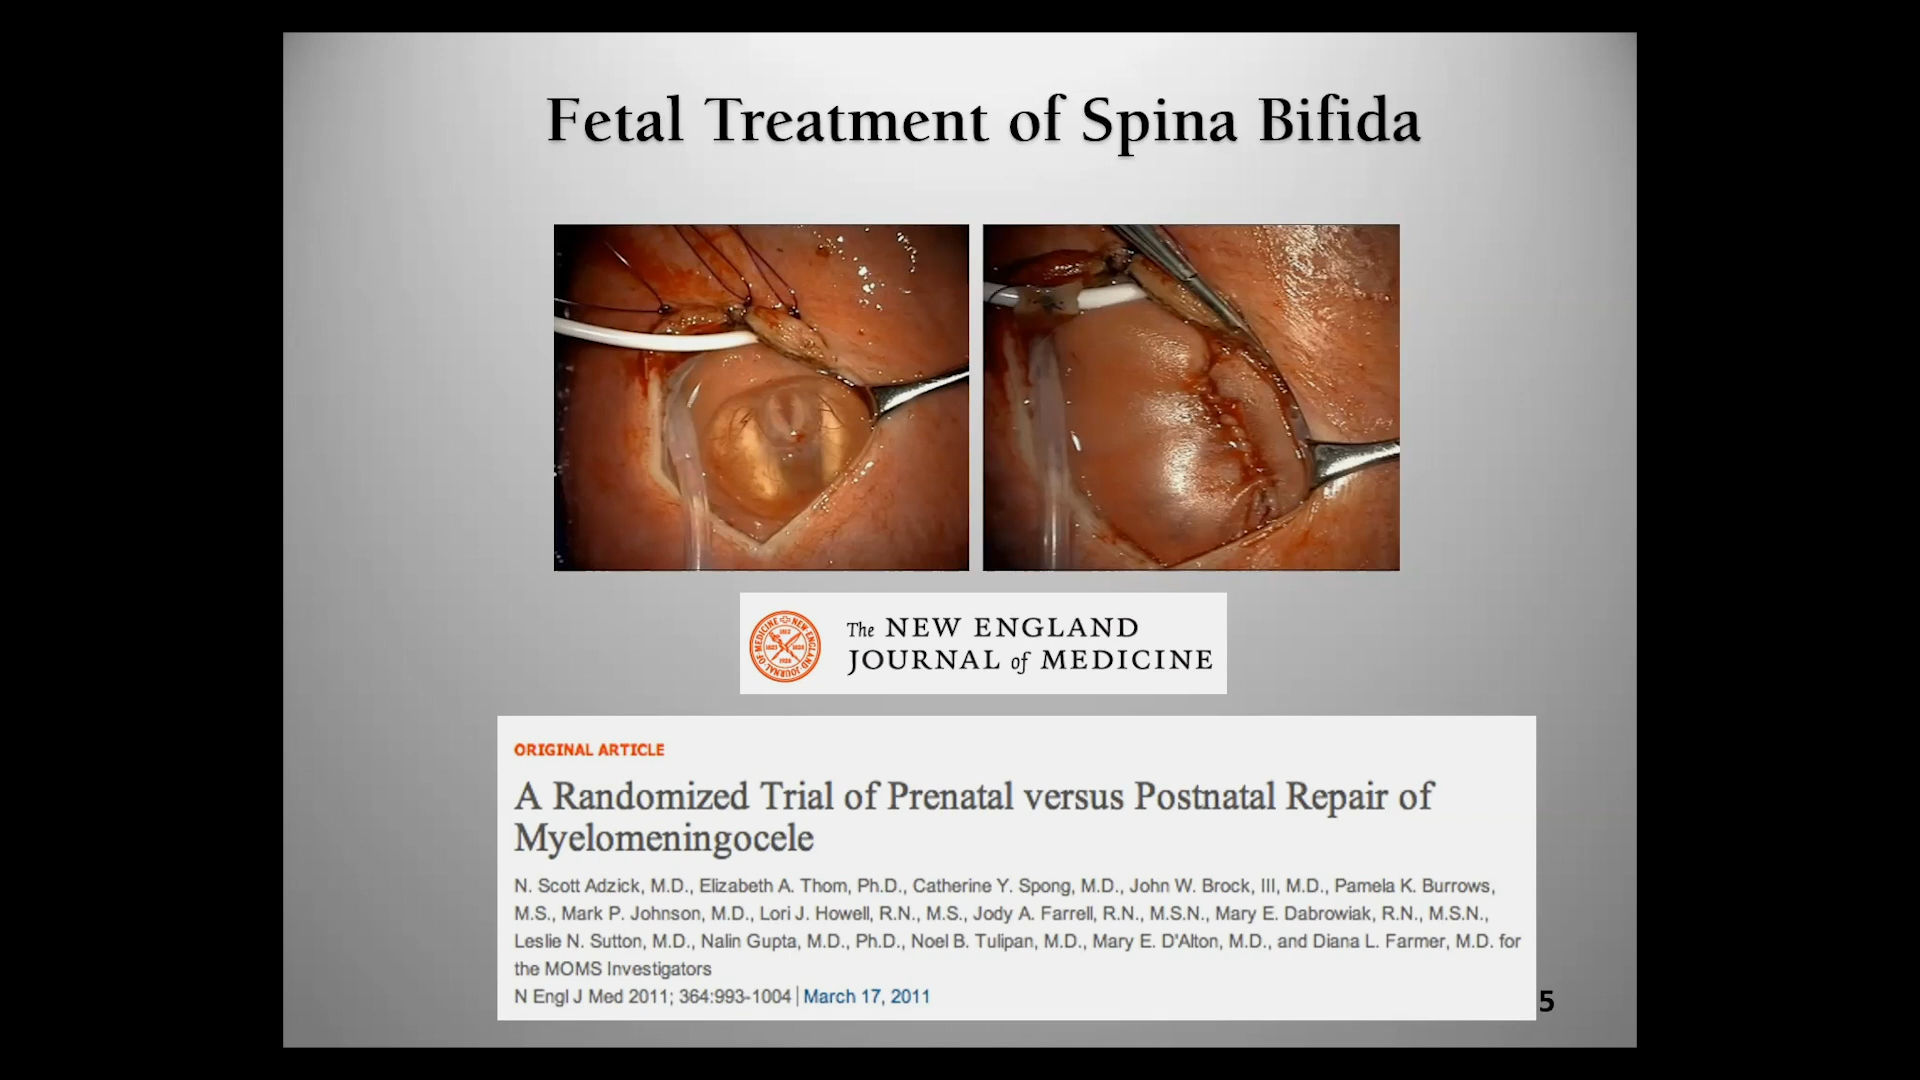 Fetal Treatment of Spina Bifida
The NEW ENGLAND
JOURNAL of MEDICINE
ORIGINAL ARTICLE
A Randomized Trial of Prenatal versus Postnatal Repair of
Myelomeningocele
N. Scott Adzick, M.D., Elizabeth A. Thom, Ph.D., Catherine Y. Spong, M.D., John W. Brock, III, M.D., Pamela K. Burrows,
M.S., Mark P. Johnson, M.D., Lori J. Howell, R.N., M.S., Jody A. Farrell, R.N., M.S.N., Mary E. Dabrowiak, R.N., M.S.N.,
Leslie N. Sutton, M.D., Nalin Gupta, M.D., Ph.D., Noel B. Tulipan, M.D., Mary E. D'Alton, M.D., and Diana L. Farmer, M.D. for
the MOMS Investigators
N Engl J Med 2011; 364:993-1004 | March 17, 2011
5